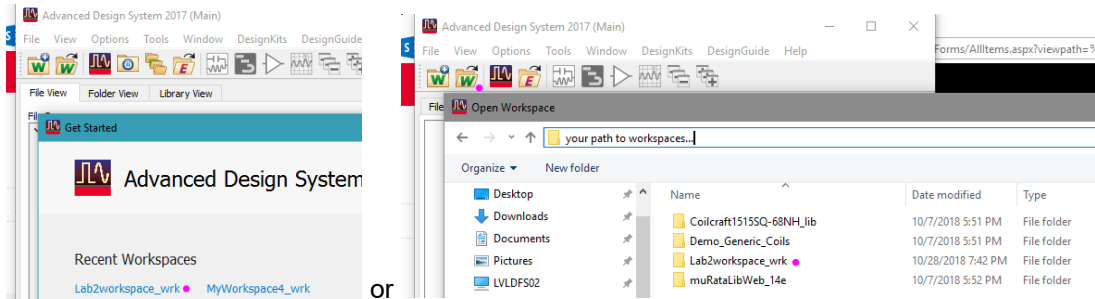 Advanced Design System 2017 (Main)
File View Options Tools Window DesignKits DesignGuide
File View Folder View Library View
Get Started
Advanced Design System
Recent Workspaces
Lab2workspace_wrk MyWorkspace4_wrk
or
Advanced Design System 2017 (Main)
File View Options Tools Window DesignKits DesignGuide Help
Forms/AllItems.aspx?viewpath=%
File
Open Workspace
your path to workspaces...
Organize New folder
Name Date modified Type
Desktop
Downloads
Documents
Pictures
LVLDFS02
Coilcraft1515SQ-68NH_lib 10/7/2018 5:51 PM File folder
Demo_Generic_Coils 10/7/2018 5:51 PM File folder
Lab2workspace_wrk 10/28/2018 7:42 PM File folder
muRataLibWeb_14e 10/7/2018 5:52 PM File folder